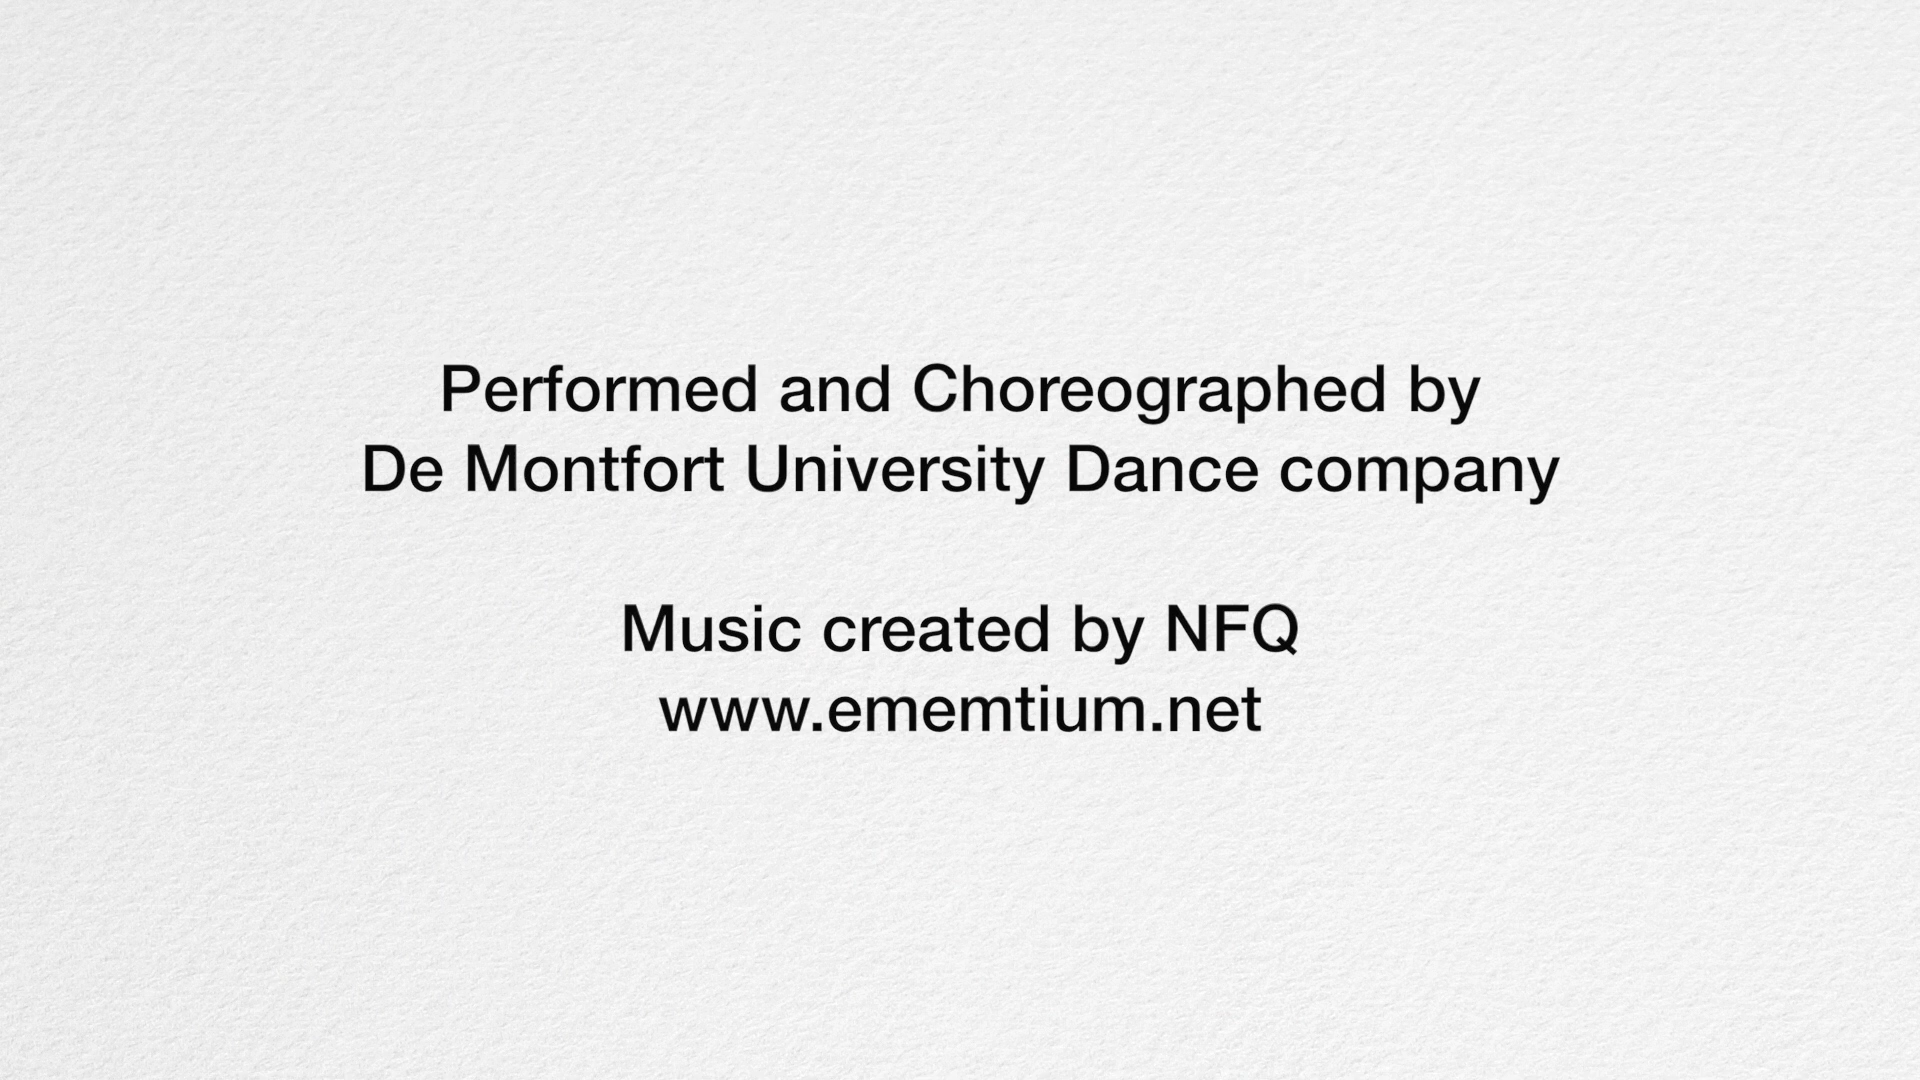 Performed and Choreographed by
De Montfort University Dance company
Music created by NFQ
www.ememtium.net